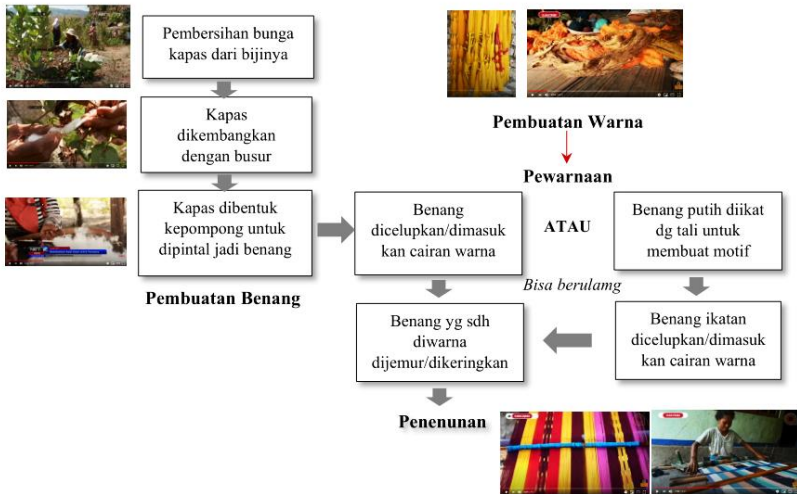 Pembersihan bunga
kapas dari bijinya
Kapas
dikembangkan
dengan busur
Kapas dibentuk
kepompong untuk
dipintal jadi benang
Pembuatan Benang
Pembuatan Warna
Pewarnaan
Benang
dicelupkan/dimasuk
kan cairan warna
ATAU
Benang putih diikat
dg tali untuk
membuat motif
Bisa berulamg
Benang yg sdh
diwarna
dijemur/dikeringkan
Benang ikatan
dicelupkan/dimasuk
kan cairan warna
Penenunan